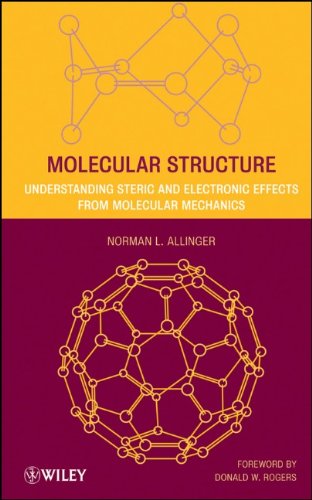 MOLECULAR STRUCTURE
UNDERSTANDING STERIC AND ELECTRONIC EFFECTS
FROM MOLECULAR MECHANICS
NORMAN L. ALLINGER
WILEY
FOREWORD BY
DONALD W. ROGERS